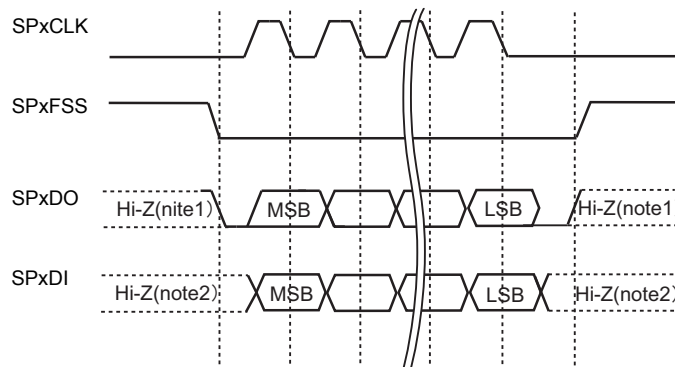 SPxCLK
SPxFSS
SPxDO
Hi-Z(nite1)
MSB
LSB
Hi-Z(note1
SPxDI
Hi-Z(note2)
MSB
LSB
Hi-Z(note2)